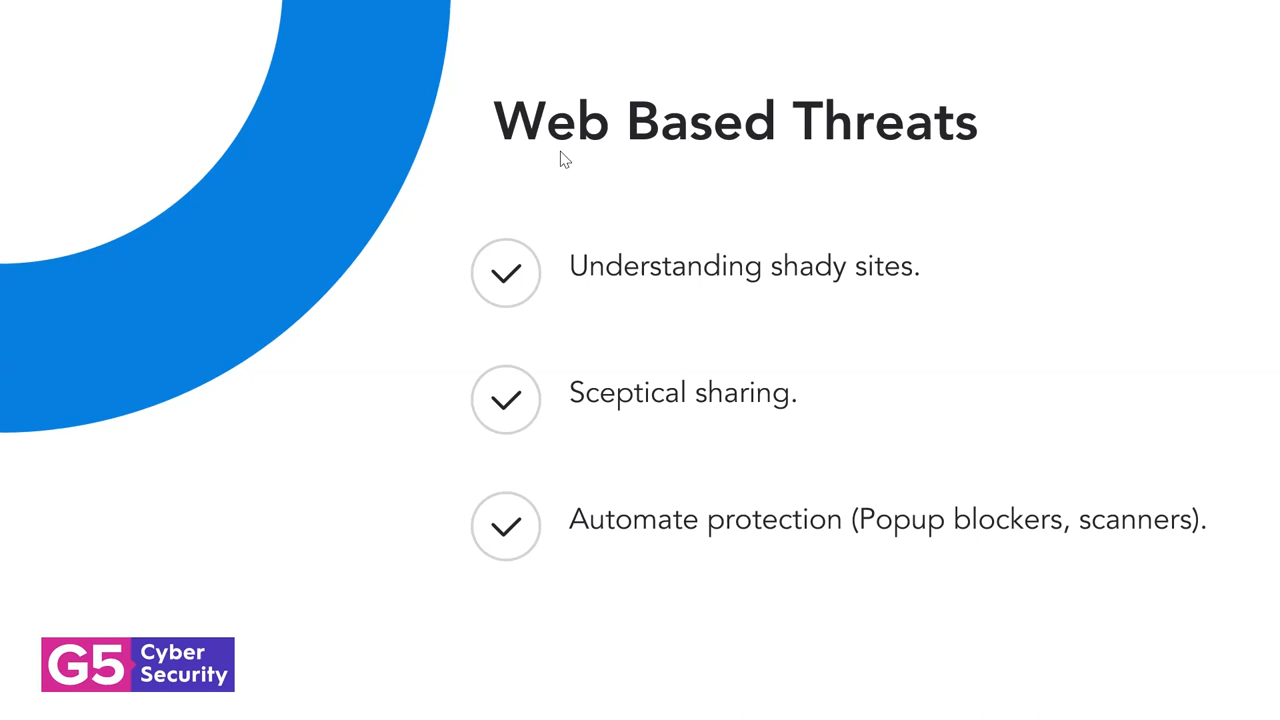 Web Based Threats
Understanding shady sites.
Sceptical sharing.
Automate protection (Popup blockers, scanners).
G5 Cyber
Security